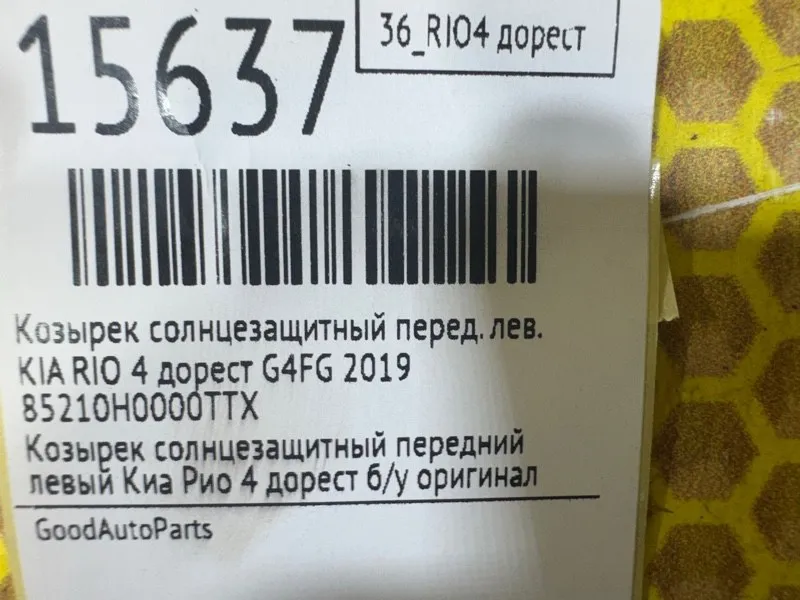 15637
36_RIO4 дорест
Козырек солнцезащитный перед. лев.
KIA RIO 4 дорест G4FG 2019
85210H0000TTX
Козырек солнцезащитный передний
левый Киа Рио 4 дорест б/у оригинал
GoodAutoParts